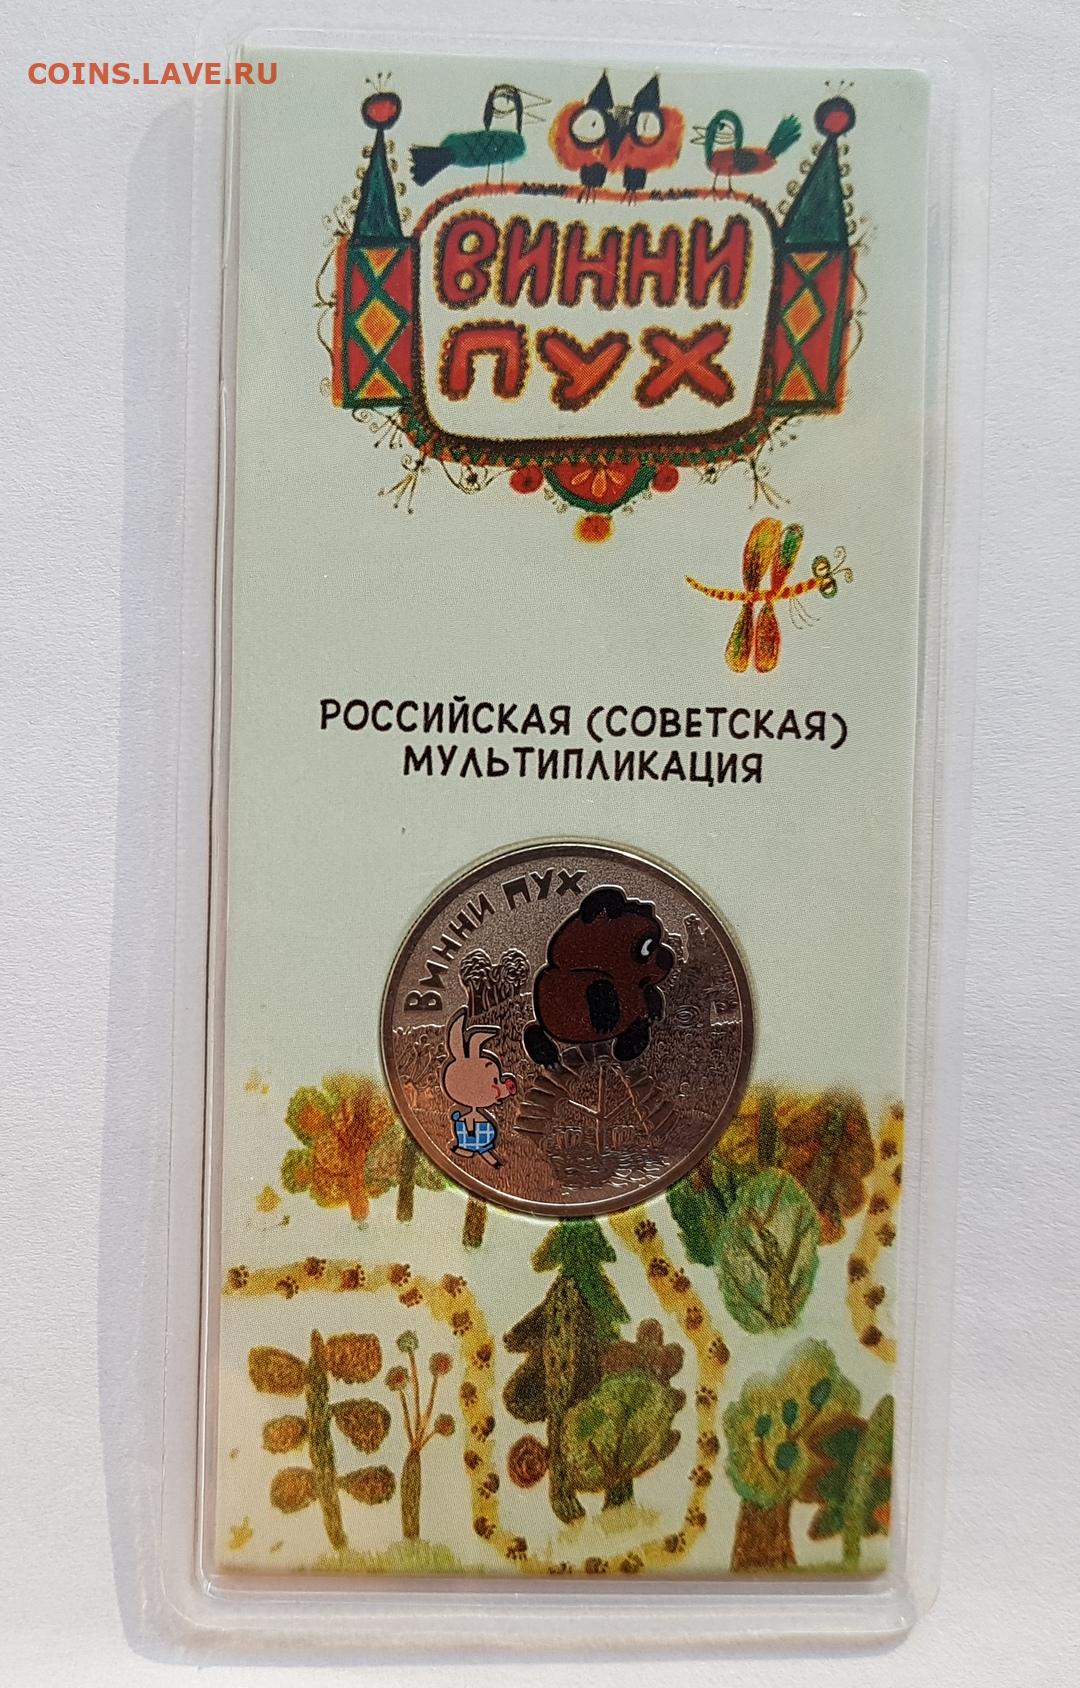 COINS.LAVE.RU
ВИННИ
ПУХ
РОССИЙСКАЯ (СОВЕТСКАЯ)
МУЛЬТИПЛИКАЦИЯ
ВИННИ ПУХ